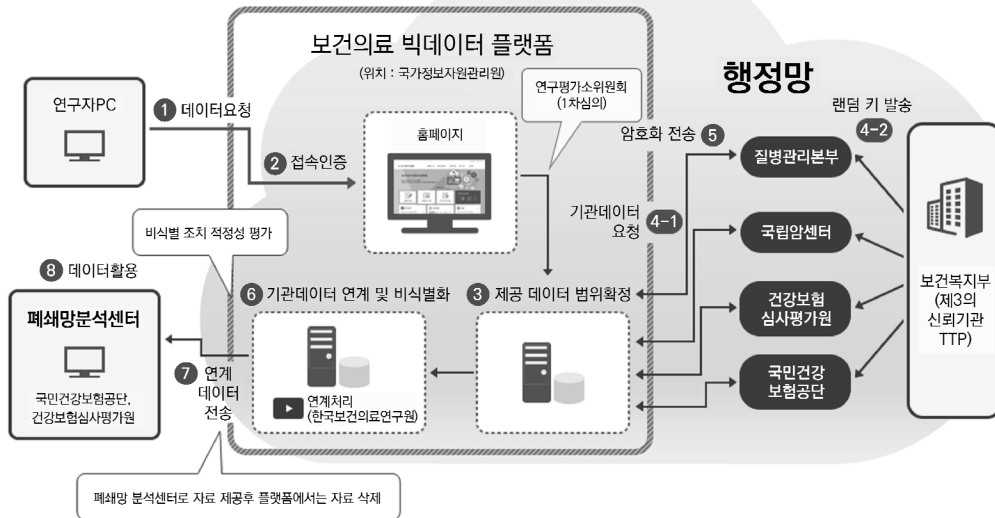 보건의료 빅데이터 플랫폼
(위치 : 국가정보자원관리원)
행정망
연구자PC
1 데이터요청
2 접속인증
홈페이지
연구평가소위원회
(1차심의)
암호화 전송 5
랜덤 키 발송
4-2
질병관리본부
기관데이터
요청
4-1
국립암센터
비식별 조치 적정성 평가
8 데이터활용
6 기관데이터 연계 및 비식별화
3 제공 데이터 범위확정
건강보험
심사평가원
보건복지부
(제3의
신뢰기관
TTP)
폐쇄망분석센터
국민건강보험공단,
건강보험심사평가원
7 연계
데이터
전송
연계처리
(한국보건의료연구원)
국민건강
보험공단
폐쇄망 분석센터로 자료 제공후 플랫폼에서는 자료 삭제